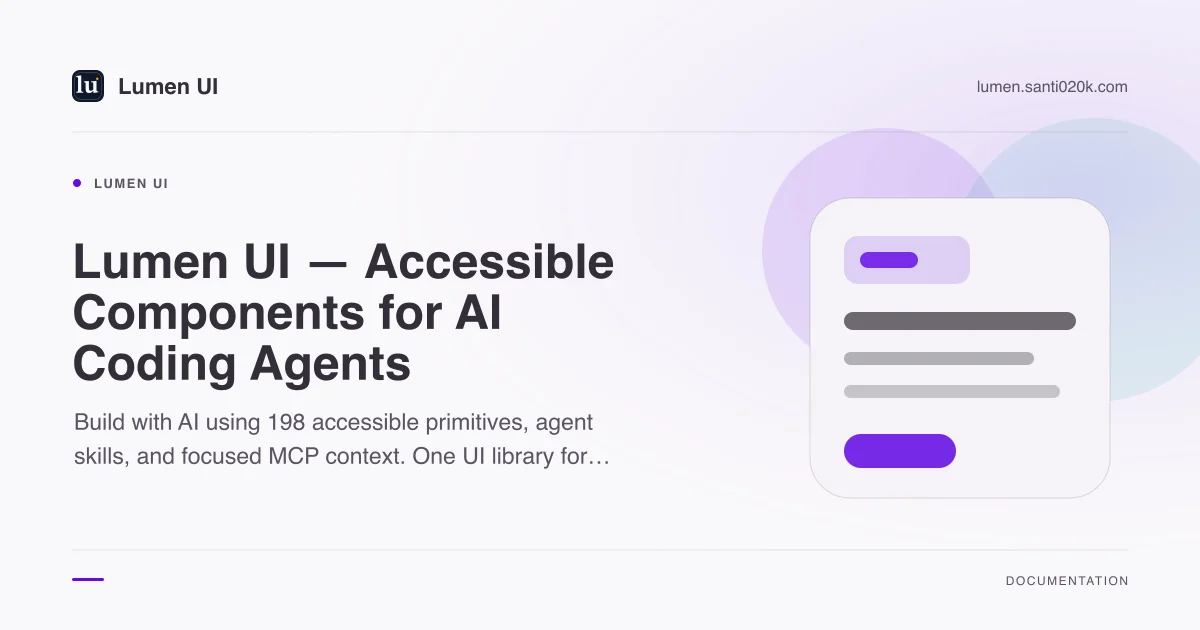 lu Lumen UI
lumen.santi020k.com
LUMEN UI
Lumen UI — Accessible
Components for AI
Coding Agents
Build with AI using 198 accessible primitives, agent
skills, and focused MCP context. One UI library for…
DOCUMENTATION